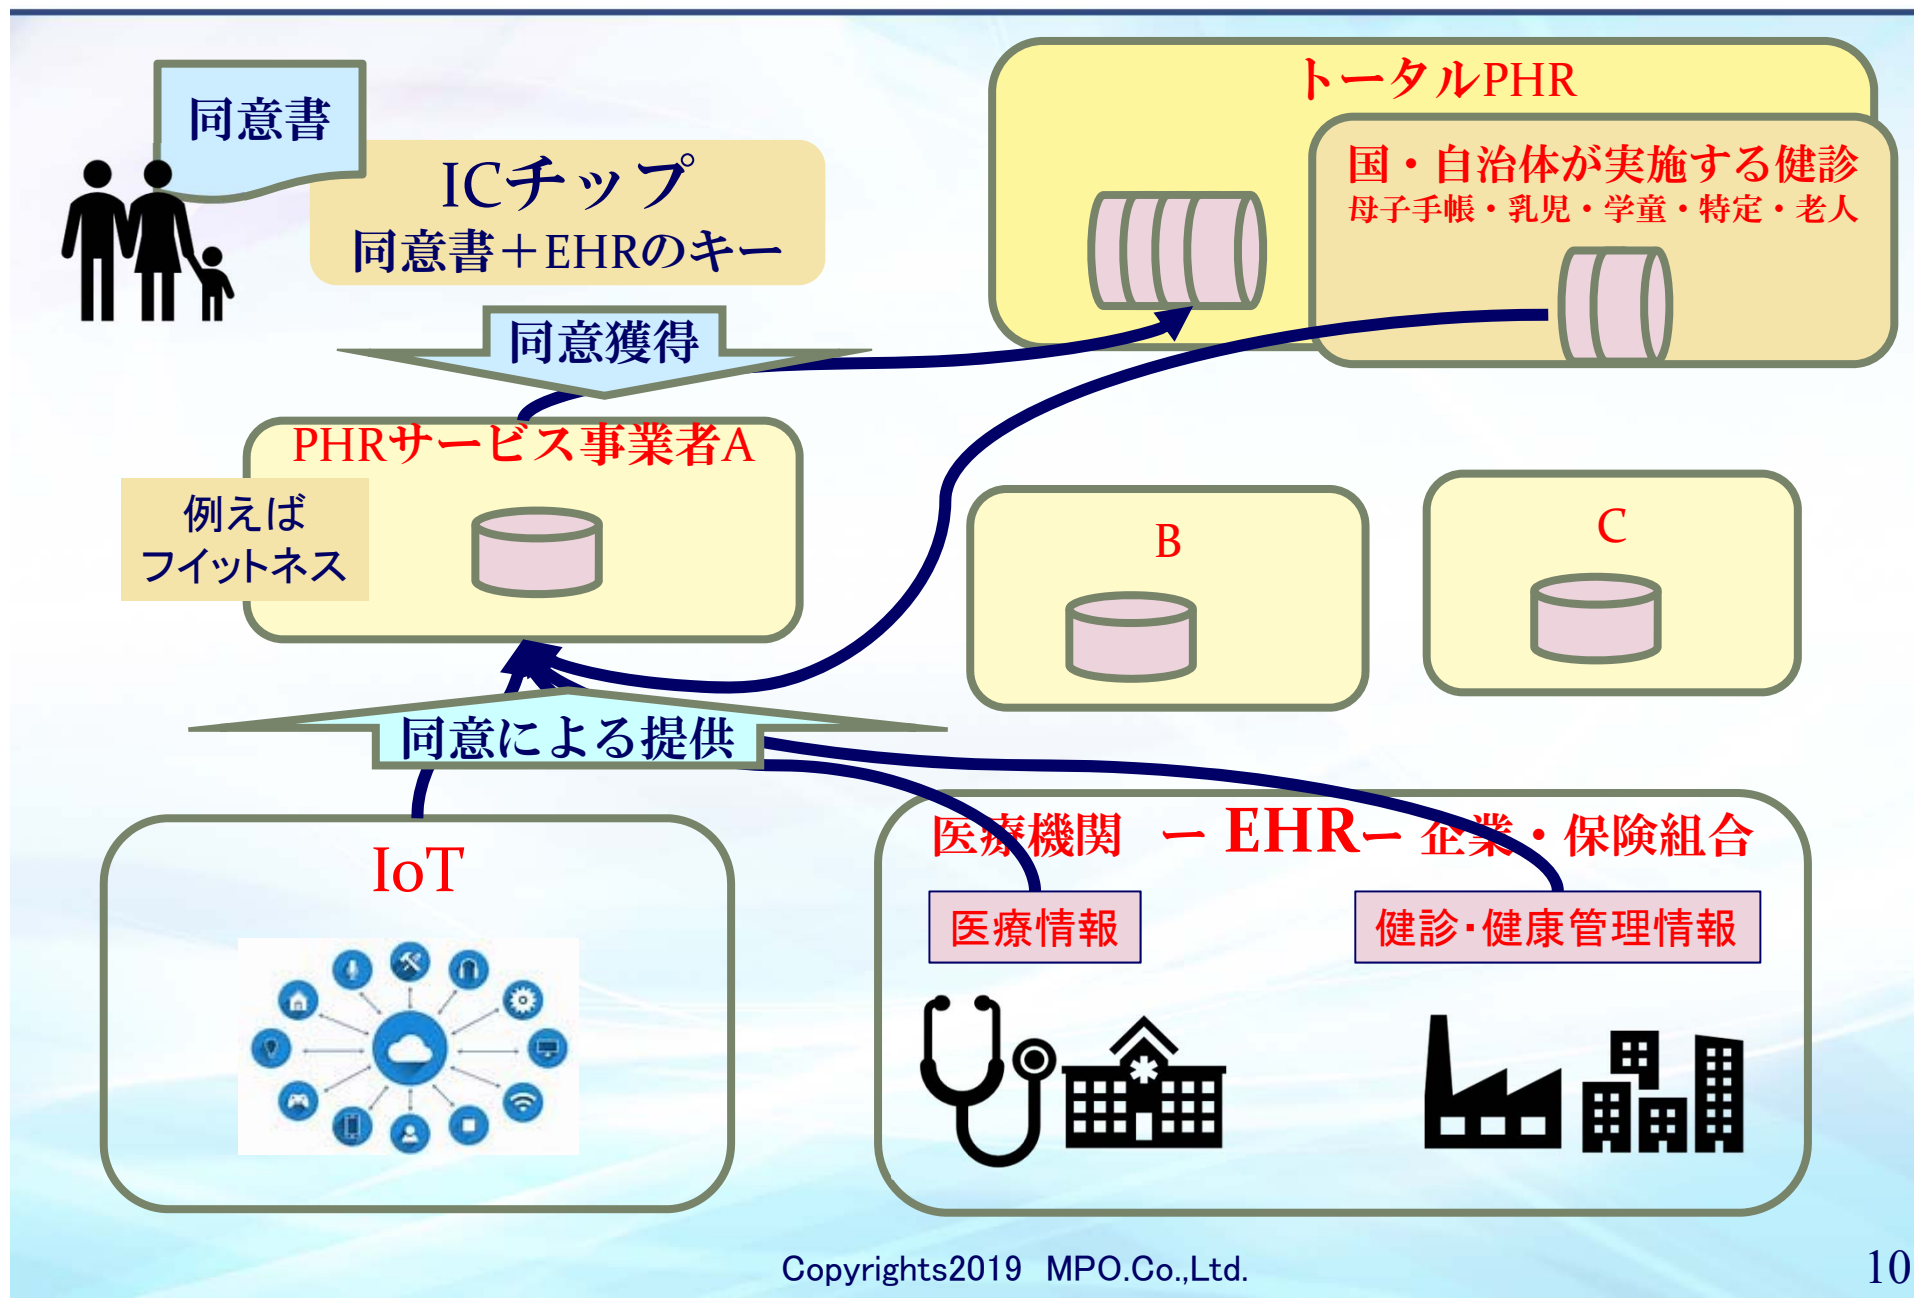 同意書
ICチップ
同意書＋EHRのキー
同意獲得
トータルPHR
国・自治体が実施する健診
母子手帳・乳児・学童・特定・老人
PHRサービス事業者A
例えば
フイットネス
B
C
同意による提供
IoT
医療機関　ー EHRー 企業・保険組合
医療情報
健診・健康管理情報
Copyrights2019　MPO.Co.,Ltd.
10